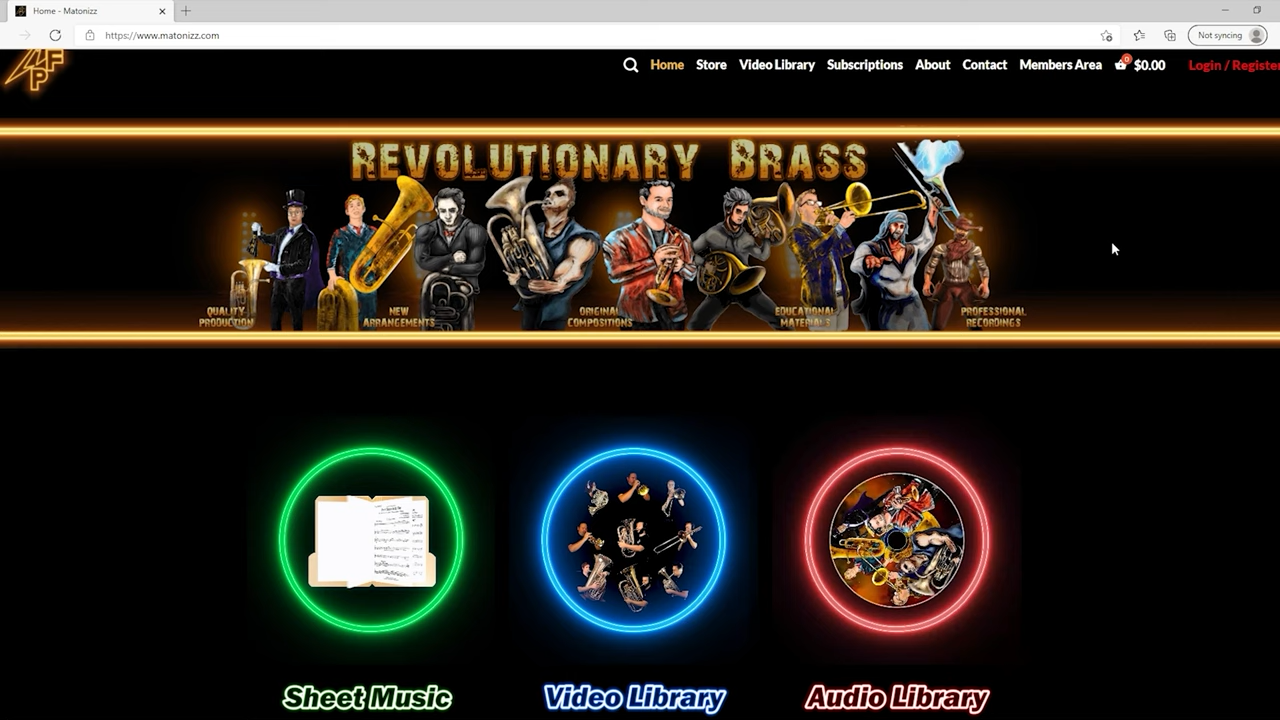 Home - Matonizz
https://www.matonizz.com
Not syncing
AFP
Home Store Video Library Subscriptions About Contact Members Area 0 $0.00 Login / Register
REVOLUTIONARY BRASS
QUALITY PRODUCTION
NEW ARRANGEMENTS
ORIGINAL COMPOSITIONS
EDUCATIONAL MATERIALS
PROFESSIONAL RECORDINGS
Sheet Music
Video Library
Audio Library